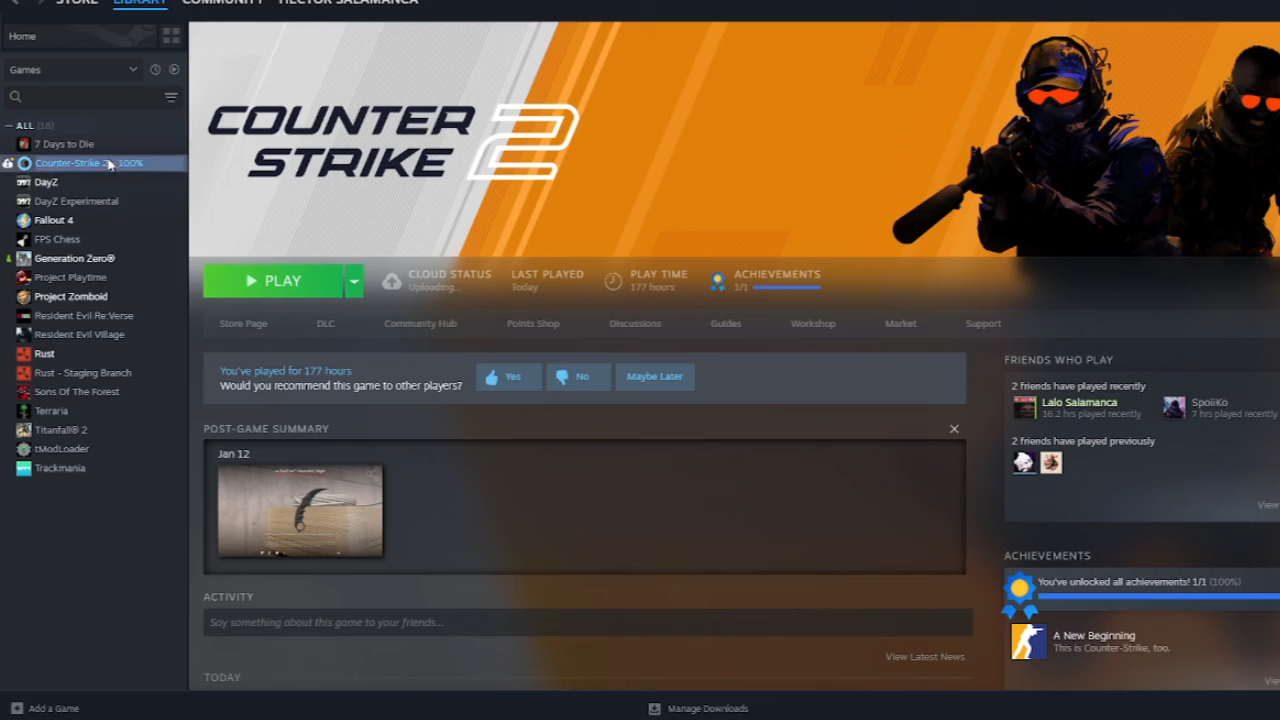 STORE LIBRARY COMMUNITY HECTOR SALAMANCA
Home
Games
ALL (18)
7 Days to Die
Counter-Strike 2 - 100%
DayZ
DayZ Experimental
Fallout 4
FPS Chess
Generation Zero®
Project Playtime
Project Zomboid
Resident Evil Re:Verse
Resident Evil Village
Rust
Rust - Staging Branch
Sons Of The Forest
Terraria
Titanfall® 2
tModLoader
Trackmania
COUNTER
STRIKE 2
PLAY
CLOUD STATUS
Uploading...
LAST PLAYED
Today
PLAY TIME
177 hours
ACHIEVEMENTS
1/1
Store Page DLC Community Hub Points Shop Discussions Guides Workshop Market Support
You've played for 177 hours
Would you recommend this game to other players?
Yes
No
Maybe Later
POST-GAME SUMMARY
Jan 12
ACTIVITY
Say something about this game to your friends...
View Latest News
TODAY
FRIENDS WHO PLAY
2 friends have played recently
Lalo Salamanca
16.2 hrs played recently
SpoiiKo
7 hrs played recently
2 friends have played previously
View
ACHIEVEMENTS
You've unlocked all achievements! 1/1 (100%)
A New Beginning
This is Counter-Strike, too.
Add a Game
Manage Downloads